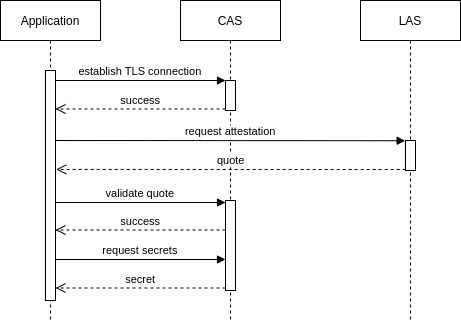 Application
CAS
LAS
establish TLS connection
success
request attestation
quote
validate quote
success
request secrets
secret